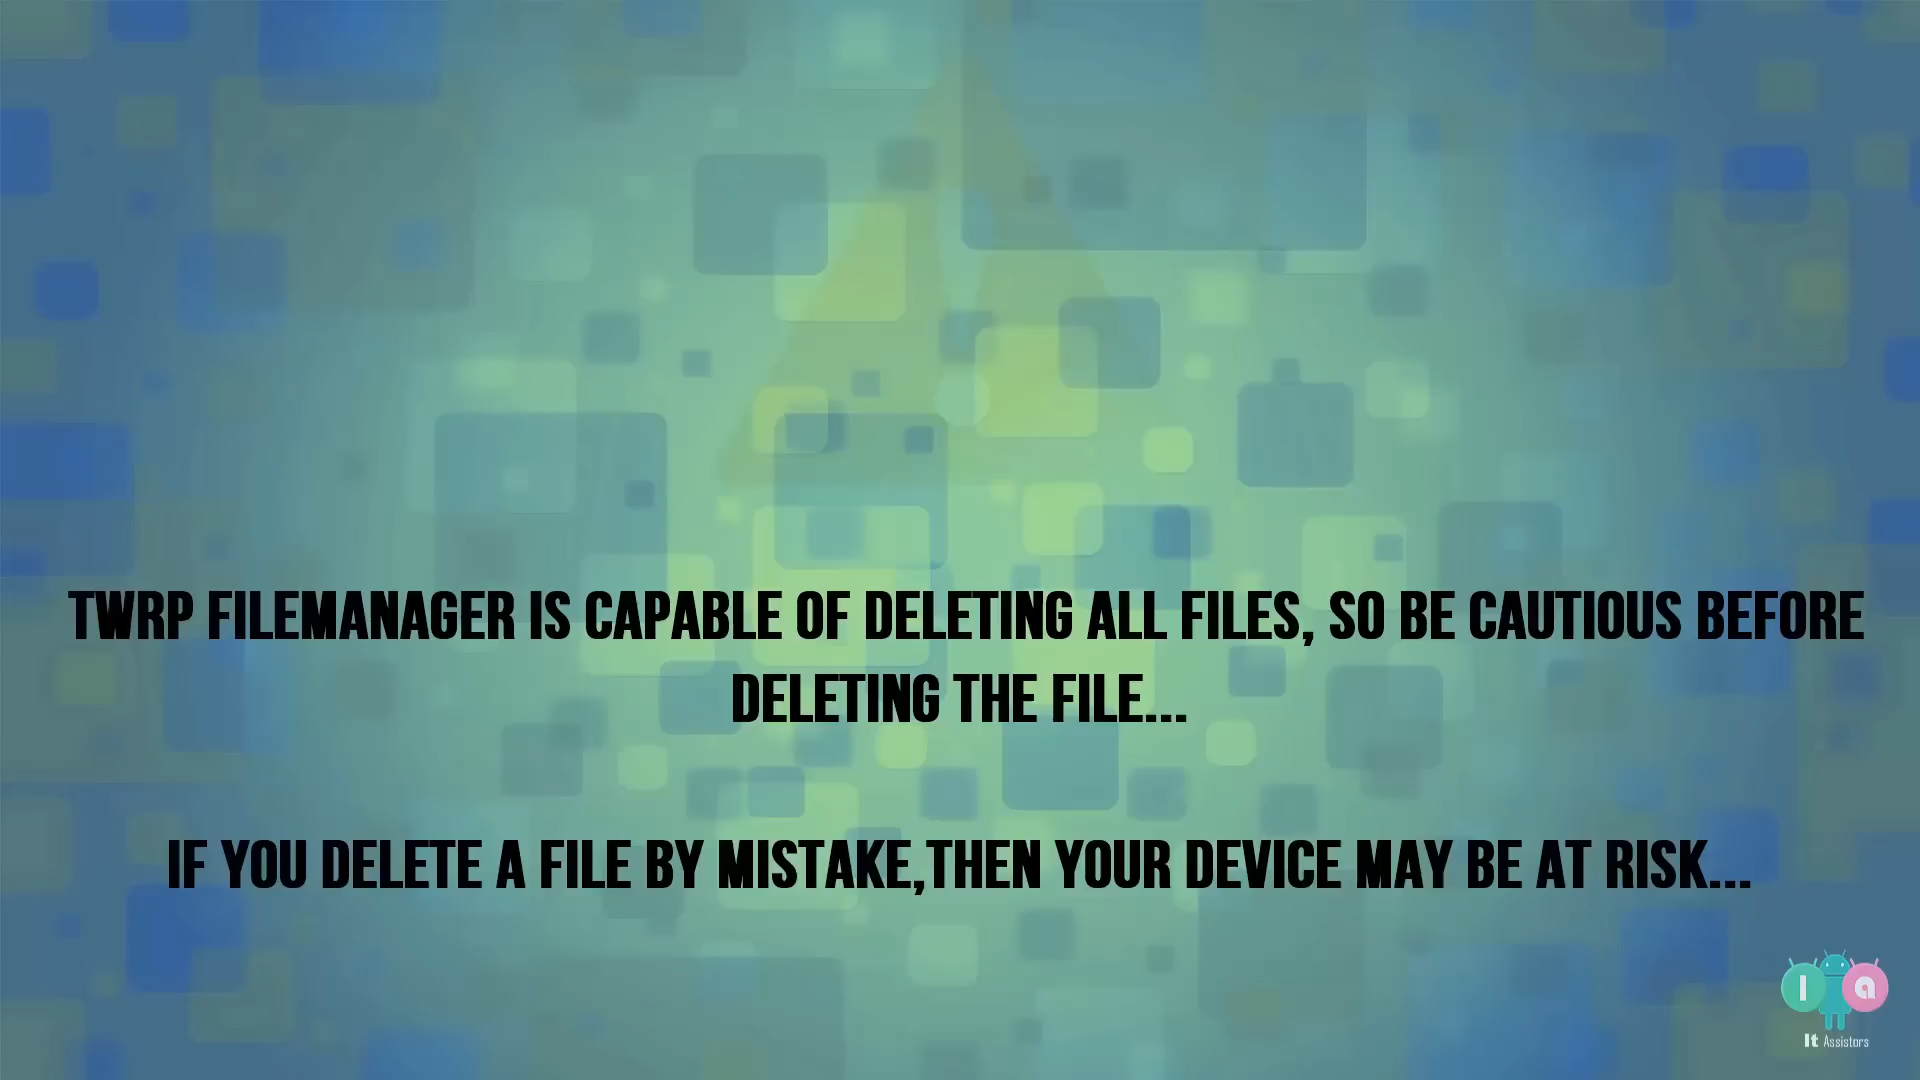 TWRP FILEMANAGER IS CAPABLE OF DELETING ALL FILES, SO BE CAUTIOUS BEFORE
DELETING THE FILE...
IF YOU DELETE A FILE BY MISTAKE,THEN YOUR DEVICE MAY BE AT RISK...
I a
It Assistors